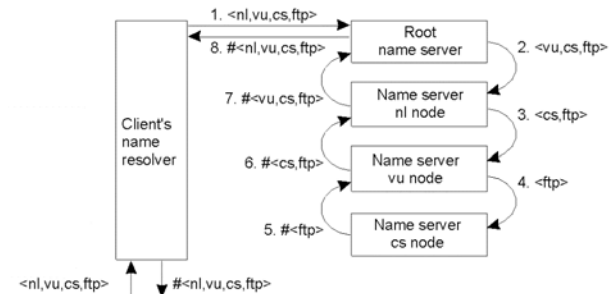 1. <nl,vu,cs,ftp>
Root
name server
8. #<nl,vu,cs,ftp>
2. <vu,cs,ftp>
7. #<vu,cs,ftp>
Name server
nl node
3. <cs,ftp>
Client's
name
resolver
6. #<cs,ftp>
Name server
vu node
4. <ftp>
5. #<ftp>
Name server
cs node
<nl,vu,cs,ftp>
#<nl,vu,cs,ftp>